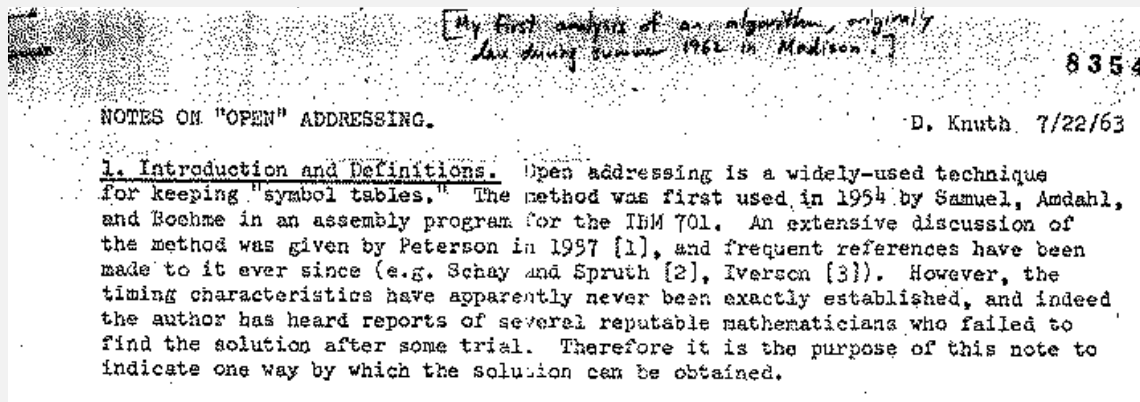 [My first analysis of an algorithm, originally
done during summer 1962 in Madison.]
8354
NOTES ON "OPEN" ADDRESSING.
D. Knuth 7/22/63
1. Introduction and Definitions. Open addressing is a widely-used technique
for keeping "symbol tables." The method was first used in 1954 by Samuel, Amdahl,
and Boehme in an assembly program for the IBM 701. An extensive discussion of
the method was given by Peterson in 1957 [1], and frequent references have been
made to it ever since (e.g. Schay and Spruth [2], Iverson [3]). However, the
timing characteristics have apparently never been exactly established, and indeed
the author has heard reports of several reputable mathematicians who failed to
find the solution after some trial. Therefore it is the purpose of this note to
indicate one way by which the solution can be obtained.